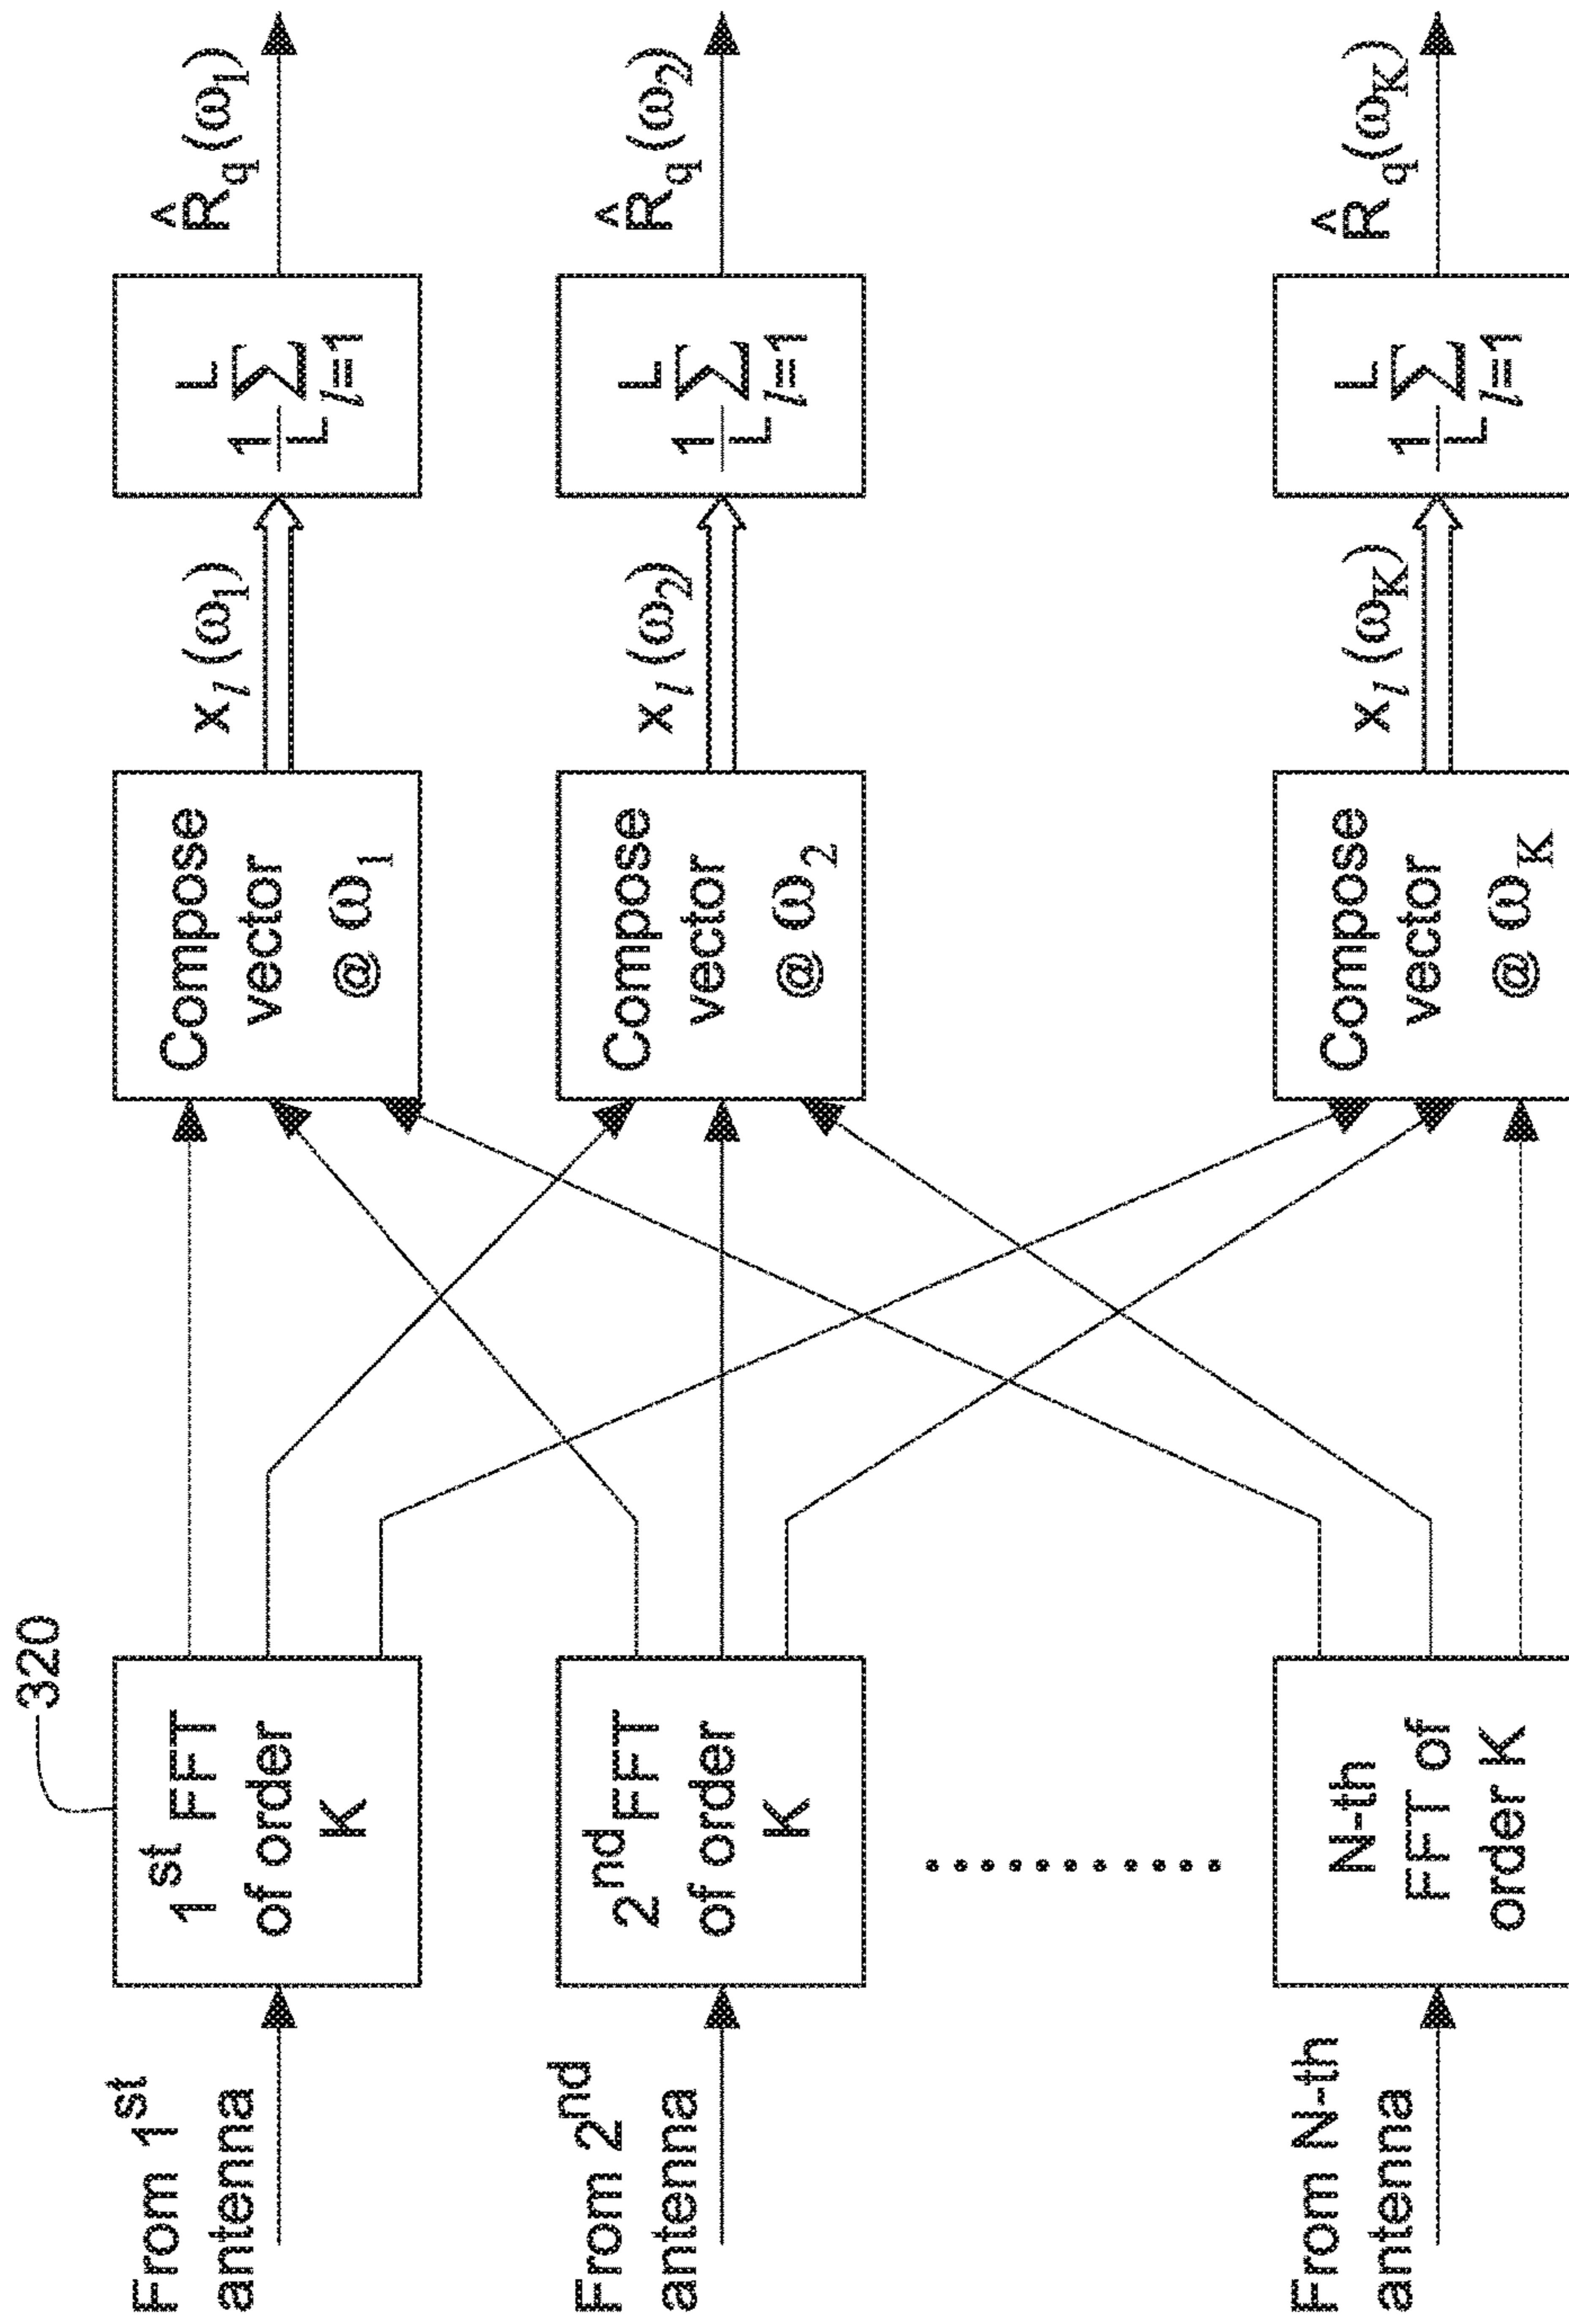 320
From 1st
antenna
1st FFT
of order
K
Compose
vector
@ ω1
xl(ω1)
1/L L∑l=1
R̂q(ω1)
From 2nd
antenna
2nd FFT
of order
K
Compose
vector
@ ω2
xl(ω2)
1/L L∑l=1
R̂q(ω2)
...........
From N-th
antenna
N-th
FFT of
order K
Compose
vector
@ ωK
xl(ωK)
1/L L∑l=1
R̂q(ωK)